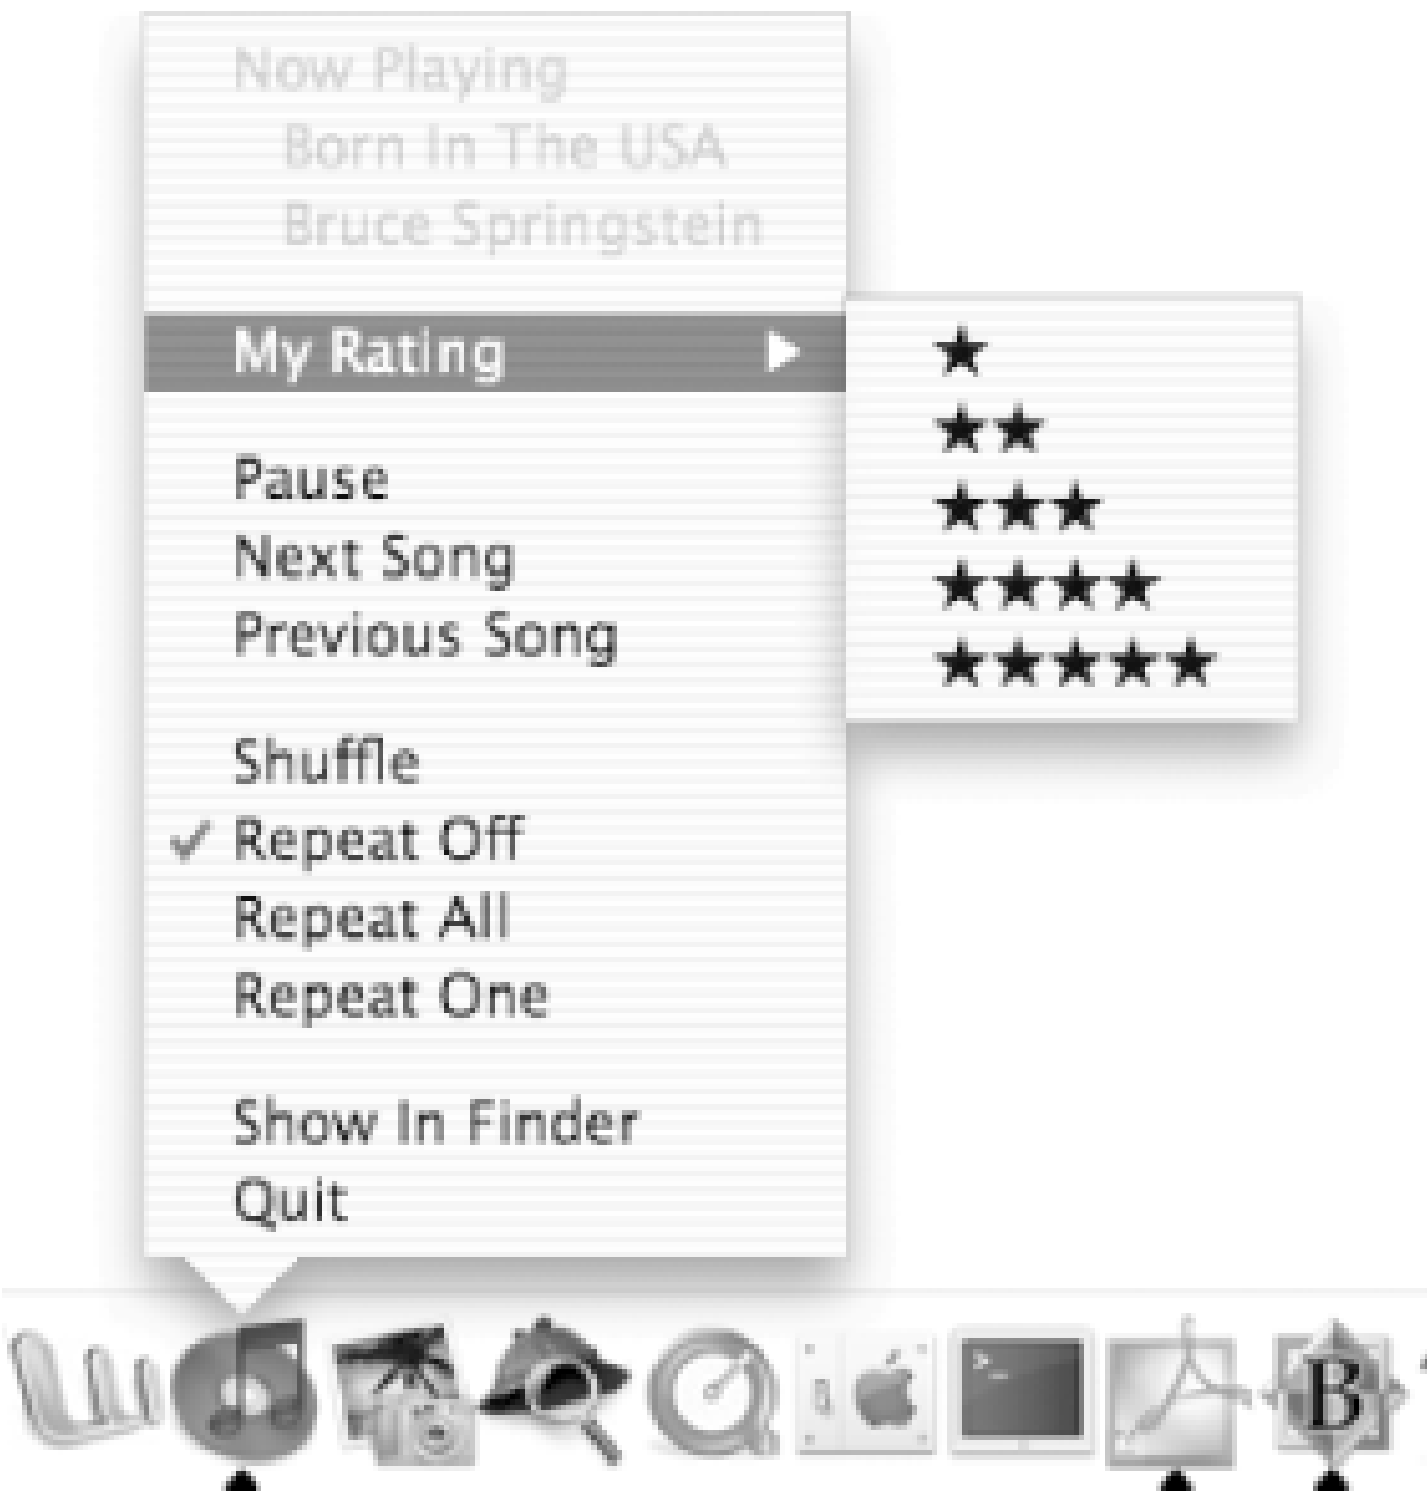 Now Playing
Born In The USA
Bruce Springstein
My Rating
★
★★
★★★
★★★★
★★★★★
Pause
Next Song
Previous Song
Shuffle
✓ Repeat Off
Repeat All
Repeat One
Show In Finder
Quit
B